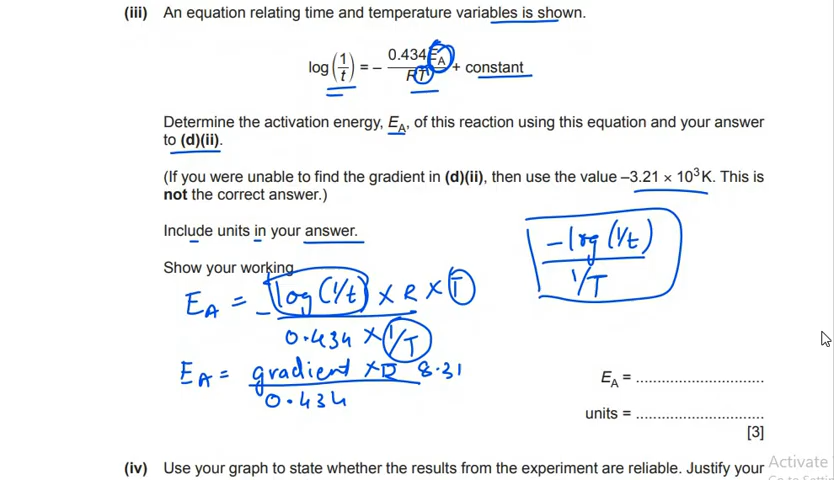 (iii) An equation relating time and temperature variables is shown.
log(1/t) = − 0.434E_A/RT + constant
Determine the activation energy, E_A, of this reaction using this equation and your answer
to (d)(ii).
(If you were unable to find the gradient in (d)(ii), then use the value −3.21 × 10³ K. This is
not the correct answer.)
Include units in your answer.
−log(1/t)
1/T
Show your working.
E_A = −log(1/t) × R × T
0.434 × 1/T
E_A = gradient × R 8.31
0.434
E_A = ....................................
units = ....................................
[3]
(iv) Use your graph to state whether the results from the experiment are reliable. Justify your
Activate